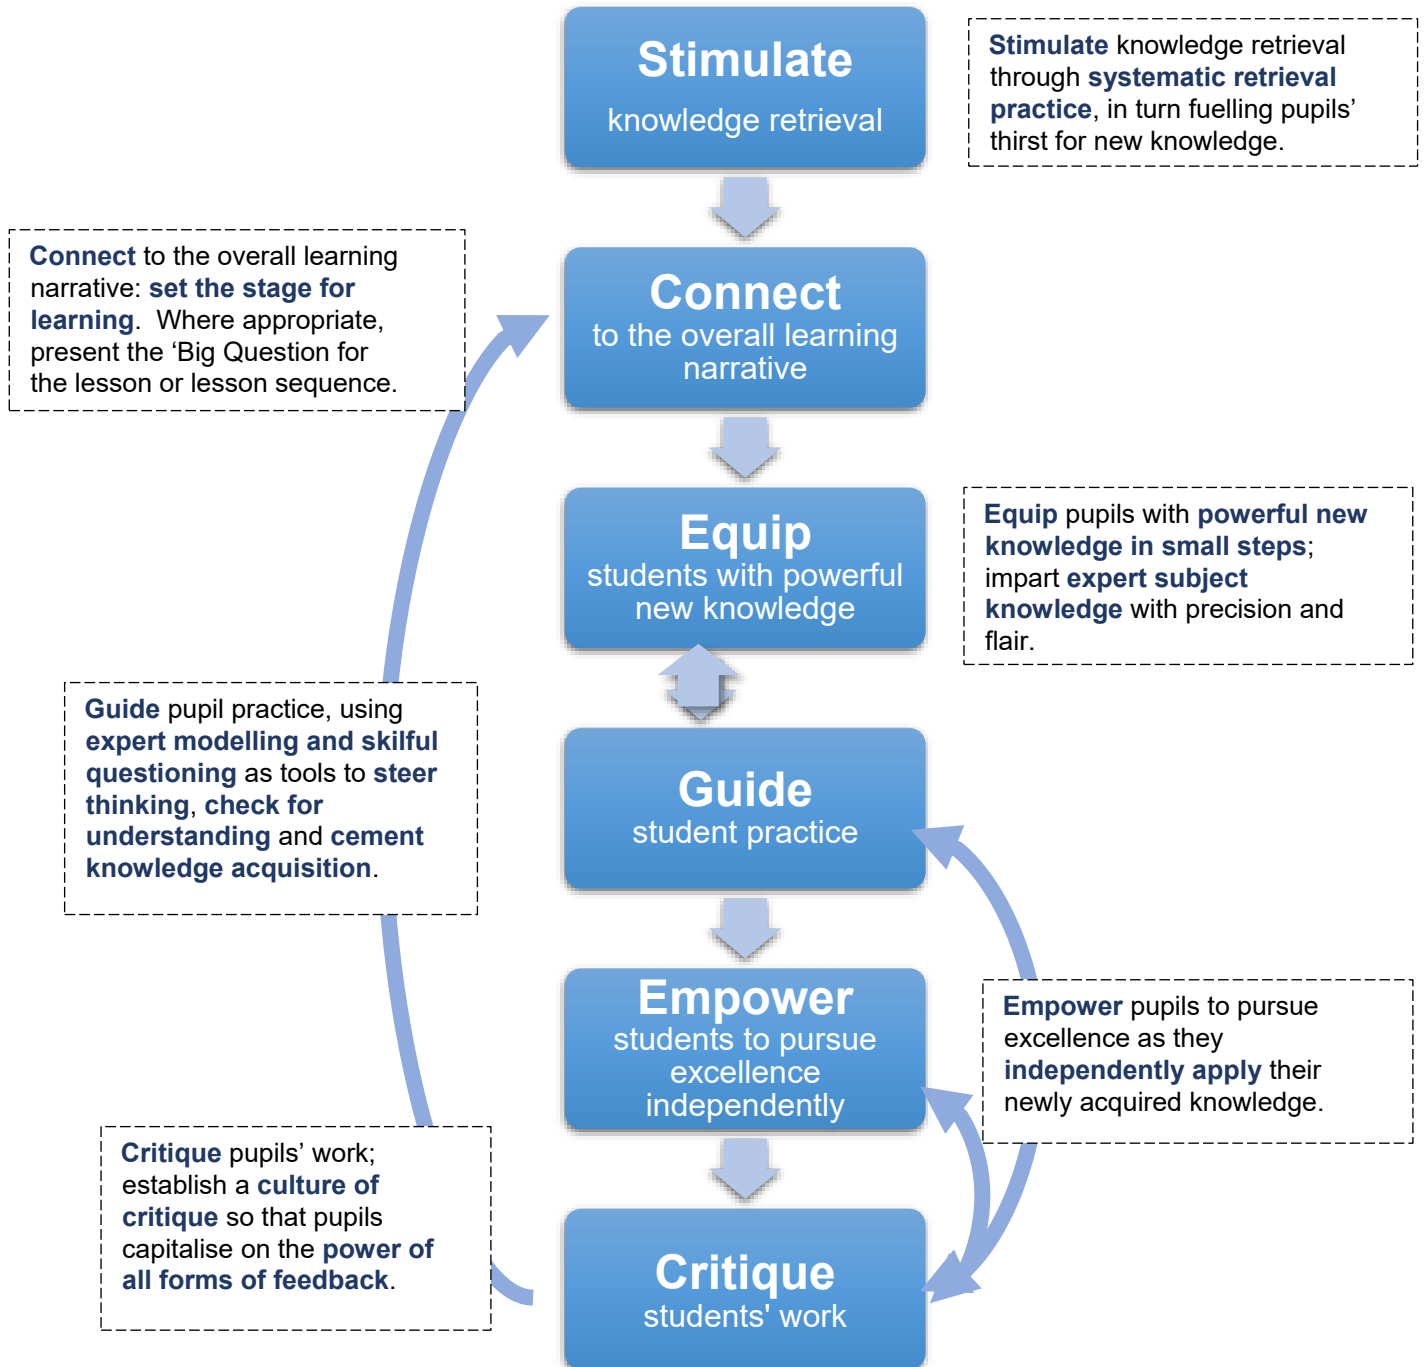 Stimulate
knowledge retrieval
Stimulate knowledge retrieval
through systematic retrieval
practice, in turn fuelling pupils’
thirst for new knowledge.
Connect to the overall learning
narrative: set the stage for
learning. Where appropriate,
present the ‘Big Question for
the lesson or lesson sequence.
Connect
to the overall learning
narrative
Equip
students with powerful
new knowledge
Equip pupils with powerful new
knowledge in small steps;
impart expert subject
knowledge with precision and
flair.
Guide pupil practice, using
expert modelling and skilful
questioning as tools to steer
thinking, check for
understanding and cement
knowledge acquisition.
Guide
student practice
Empower
students to pursue
excellence
independently
Empower pupils to pursue
excellence as they
independently apply their
newly acquired knowledge.
Critique pupils’ work;
establish a culture of
critique so that pupils
capitalise on the power of
all forms of feedback.
Critique
students' work